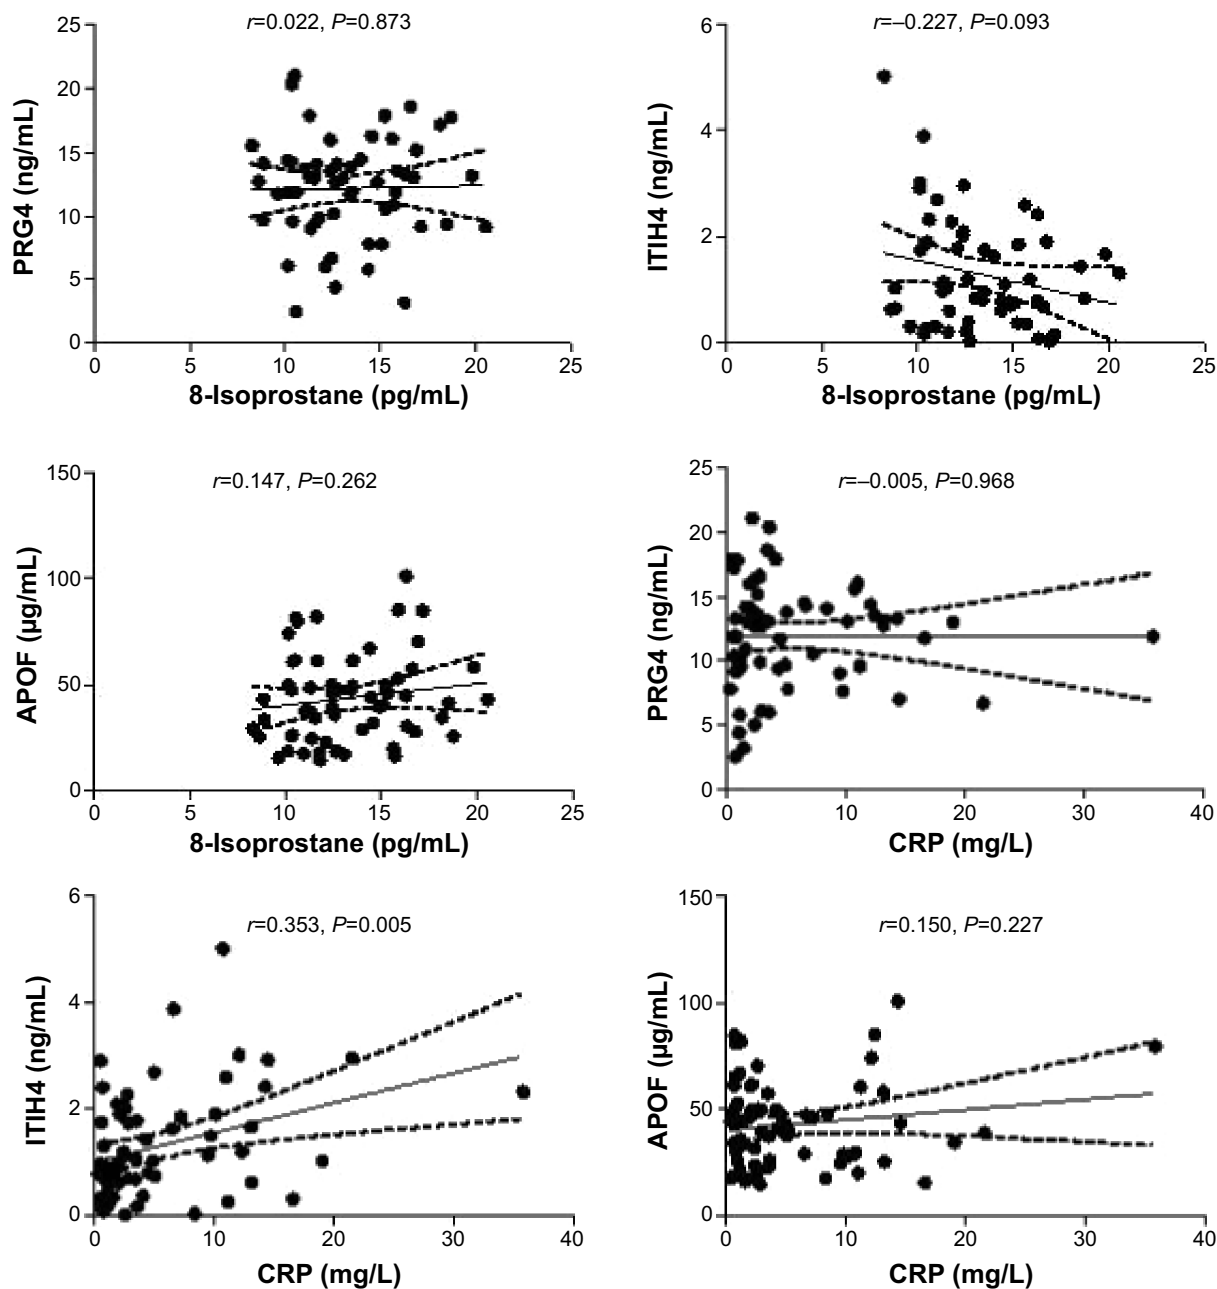 r=0.022, P=0.873
PRG4 (ng/mL)
25
20
15
10
5
0
0 5 10 15 20 25
8-Isoprostane (pg/mL)
r=–0.227, P=0.093
ITIH4 (ng/mL)
6
4
2
0
0 5 10 15 20 25
8-Isoprostane (pg/mL)
r=0.147, P=0.262
APOF (µg/mL)
150
100
50
0
0 5 10 15 20 25
8-Isoprostane (pg/mL)
r=–0.005, P=0.968
PRG4 (ng/mL)
25
20
15
10
5
0
0 10 20 30 40
CRP (mg/L)
r=0.353, P=0.005
ITIH4 (ng/mL)
6
4
2
0
0 10 20 30 40
CRP (mg/L)
r=0.150, P=0.227
APOF (µg/mL)
150
100
50
0
0 10 20 30 40
CRP (mg/L)